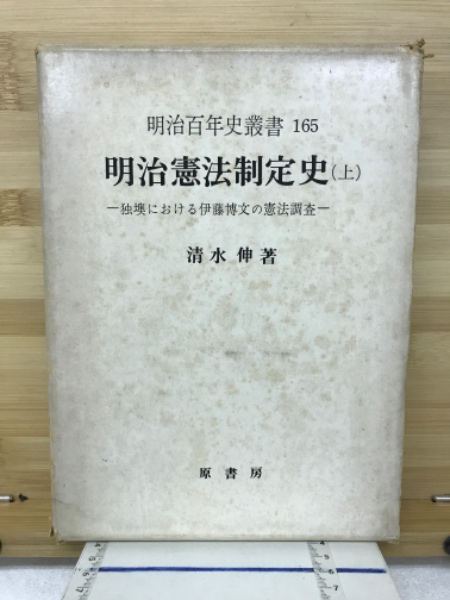 明治百年史叢書 165
明治憲法制定史(上)
—独墺における伊藤博文の憲法調査—
清水伸著
原書房